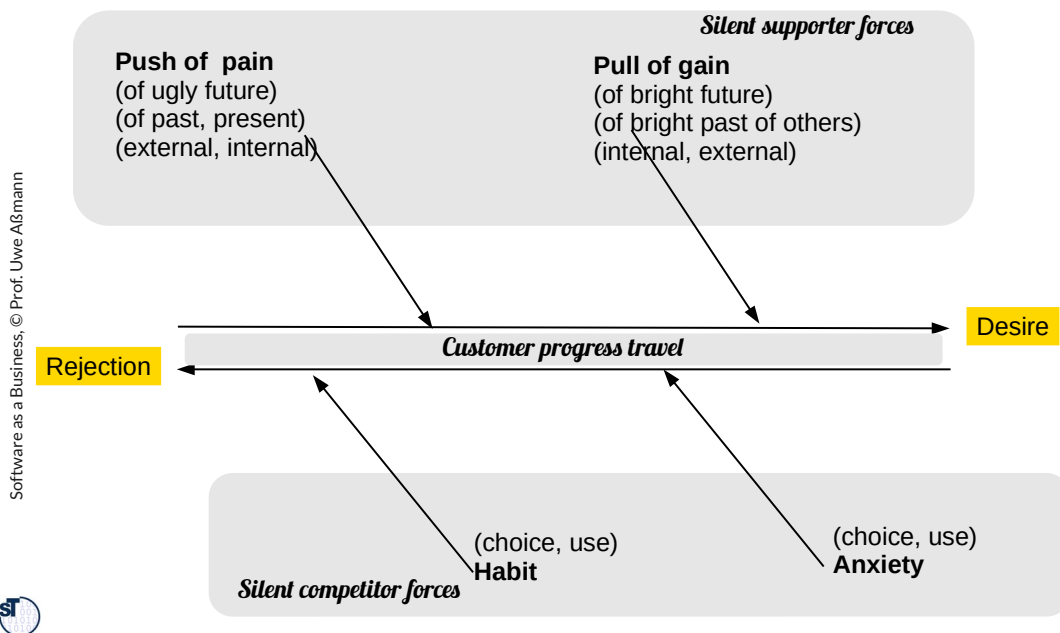 Silent supporter forces
Push of pain
(of ugly future)
(of past, present)
(external, internal)
Pull of gain
(of bright future)
(of bright past of others)
(internal, external)
Desire
Customer progress travel
Rejection
(choice, use)
Habit
(choice, use)
Anxiety
Silent competitor forces
Software as a Business, © Prof. Uwe Aßmann
ST